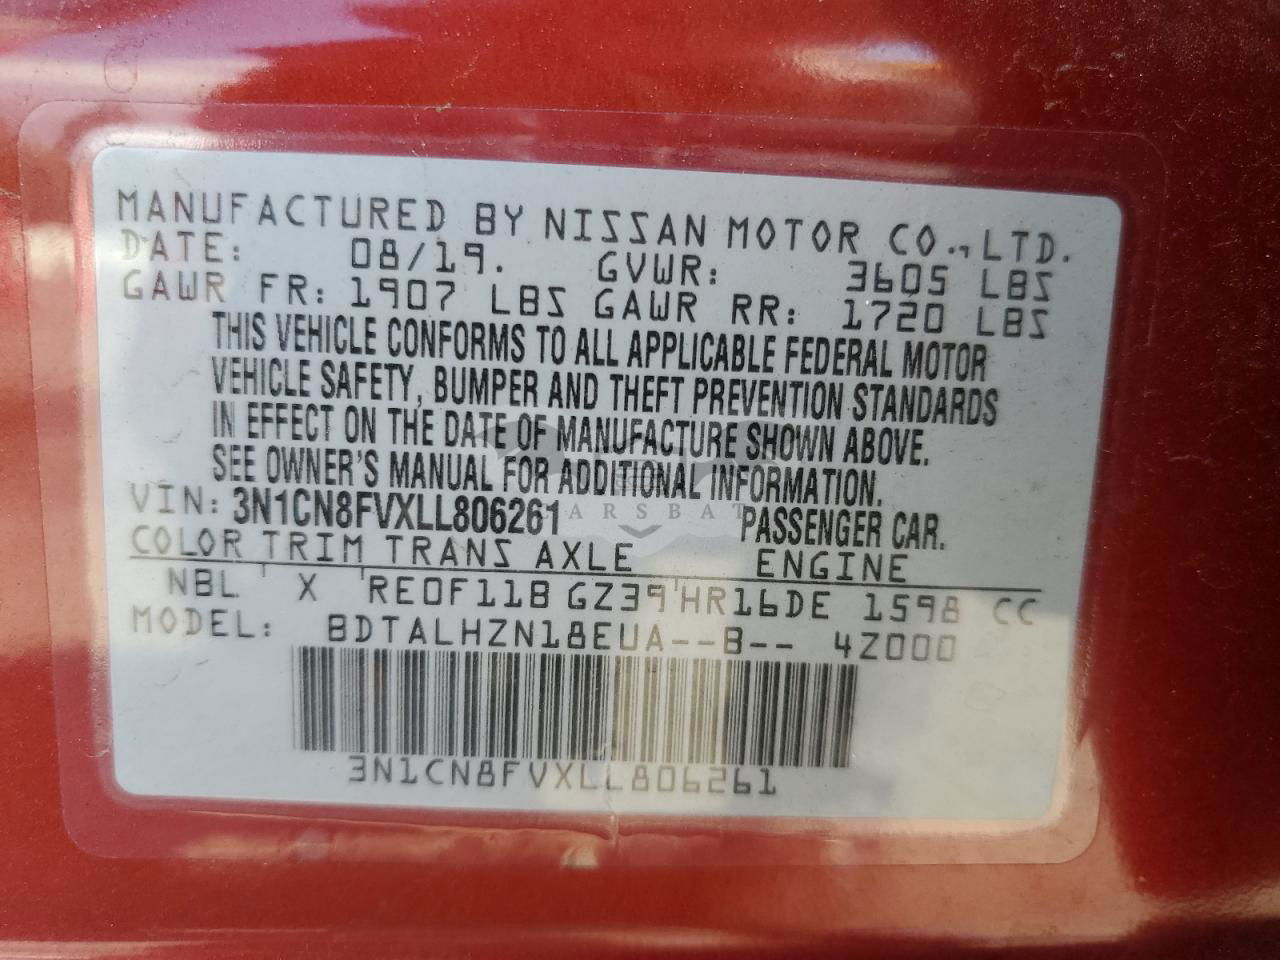 MANUFACTURED BY NISSAN MOTOR CO., LTD.
DATE: 08/19. GVWR: 3605 LBS
GAWR FR: 1907 LBS GAWR RR: 1720 LBS
THIS VEHICLE CONFORMS TO ALL APPLICABLE FEDERAL MOTOR
VEHICLE SAFETY, BUMPER AND THEFT PREVENTION STANDARDS
IN EFFECT ON THE DATE OF MANUFACTURE SHOWN ABOVE.
SEE OWNER'S MANUAL FOR ADDITIONAL INFORMATION.
VIN: 3N1CN8FVXLL806261 PASSENGER CAR.
COLOR TRIM TRANS AXLE ENGINE
NBL X RE0F11B GZ39 HR16DE 1598 CC
MODEL: BDTALHZN18EUA--B-- 4Z000
3N1CN8FVXLL806261